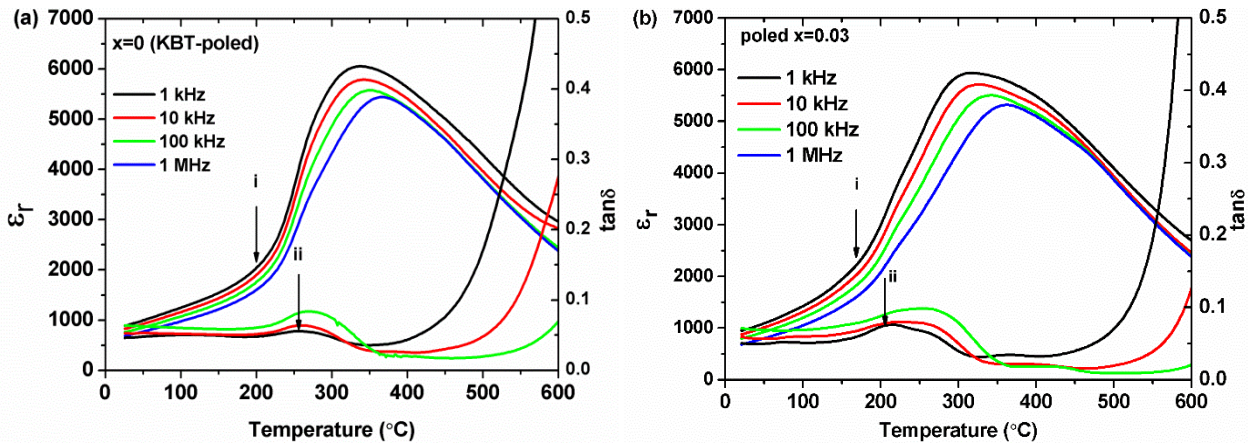 (a)
7000
6000
5000
4000
3000
2000
1000
0
εr
x=0 (KBT-poled)
1 kHz
10 kHz
100 kHz
1 MHz
i
ii
0.5
0.4
0.3
0.2
0.1
0.0
tanδ
0 100 200 300 400 500 600
Temperature (°C)
(b)
7000
6000
5000
4000
3000
2000
1000
0
εr
poled x=0.03
1 kHz
10 kHz
100 kHz
1 MHz
i
ii
0.5
0.4
0.3
0.2
0.1
0.0
tanδ
0 100 200 300 400 500 600
Temperature (°C)